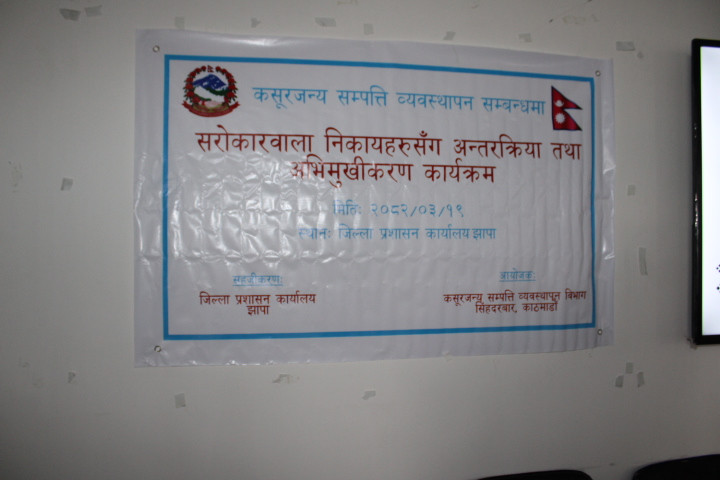 कसूरजन्य सम्पत्ति व्यवस्थापन सम्बन्धमा
सरोकारवाला निकायहरुसँग अन्तरक्रिया तथा
अभिमुखीकरण कार्यक्रम
मितिः २०८२/०३/१९
स्थानः जिल्ला प्रशासन कार्यालय झापा
सहजीकरणः
जिल्ला प्रशासन कार्यालय
झापा
आयोजकः
कसूरजन्य सम्पत्ति व्यवस्थापन विभाग
सिंहदरबार, काठमाडौं